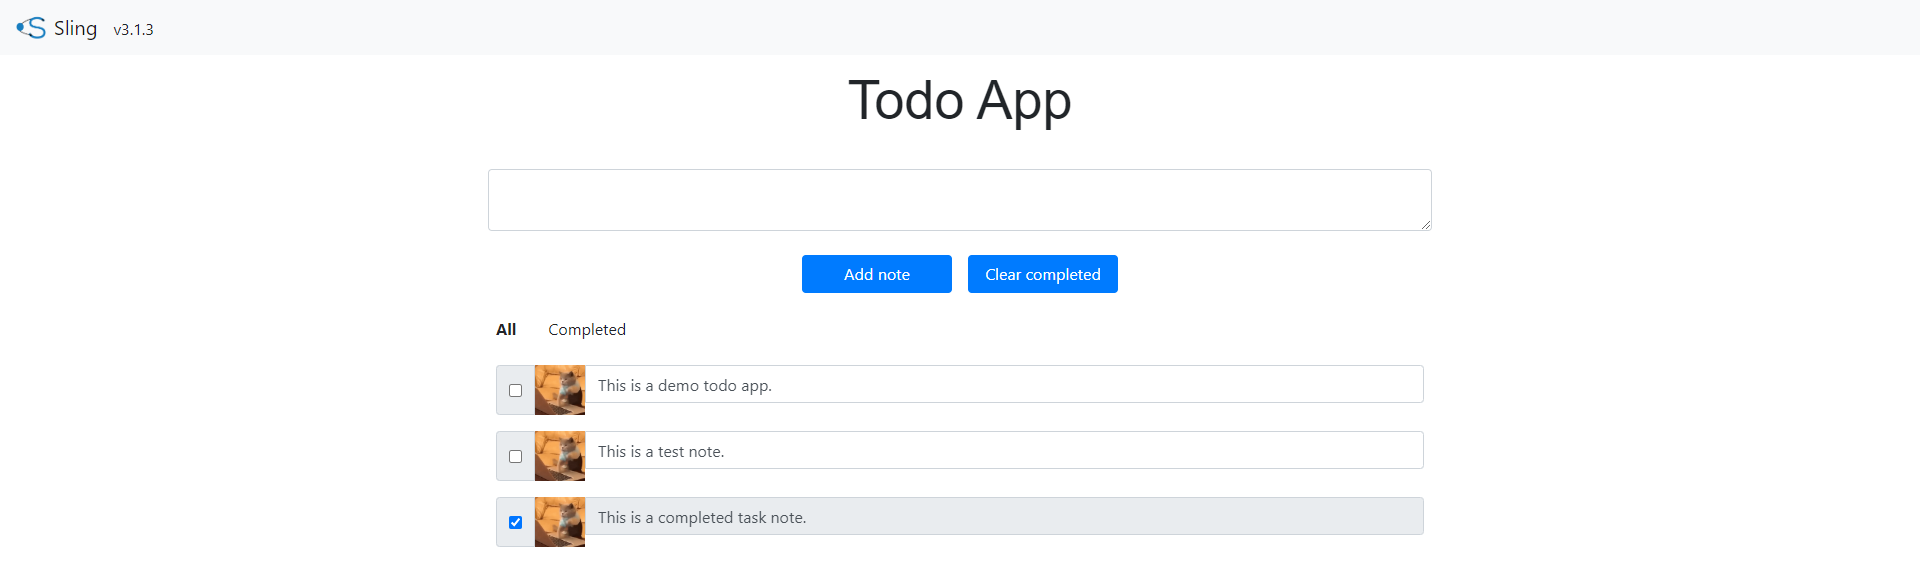 Sling v3.1.3
Todo App
Add note Clear completed
All Completed
This is a demo todo app.
This is a test note.
This is a completed task note.